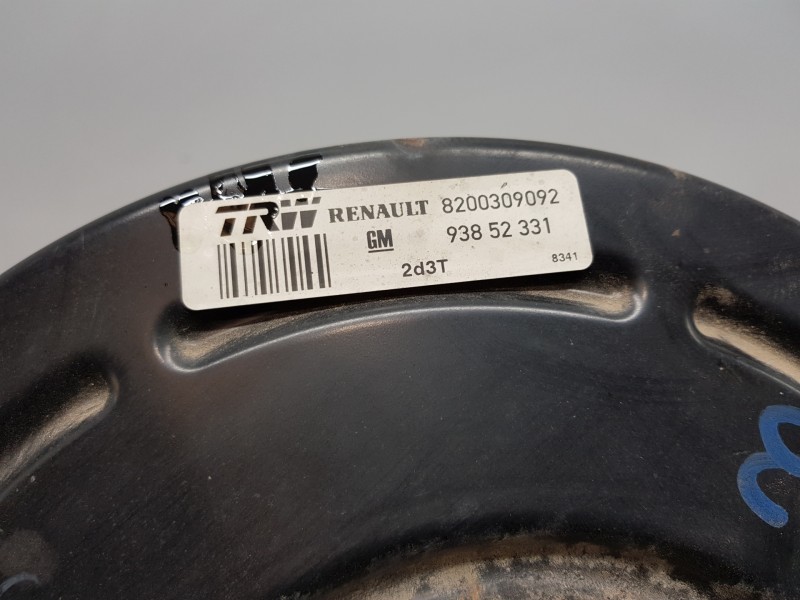 TRW RENAULT 8200309092
GM 938 52 331
2d3T 8341